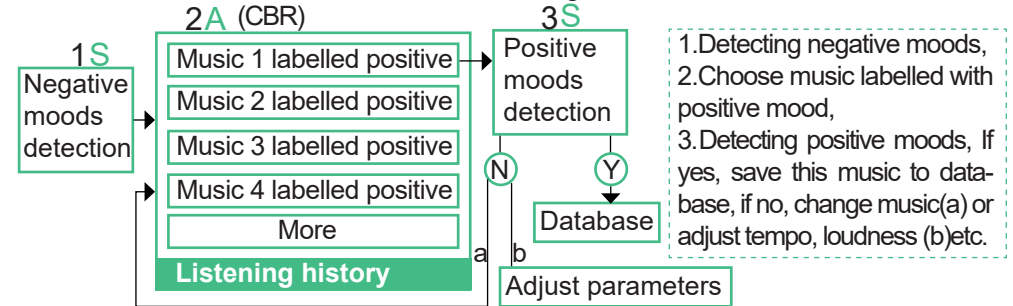 1S
Negative
moods
detection
2A (CBR)
Music 1 labelled positive
Music 2 labelled positive
Music 3 labelled positive
Music 4 labelled positive
More
Listening history
3S
Positive
moods
detection
N
Y
a
b
Database
Adjust parameters
1.Detecting negative moods,
2.Choose music labelled with
positive mood,
3.Detecting positive moods, If
yes, save this music to data-
base, if no, change music(a) or
adjust tempo, loudness (b)etc.